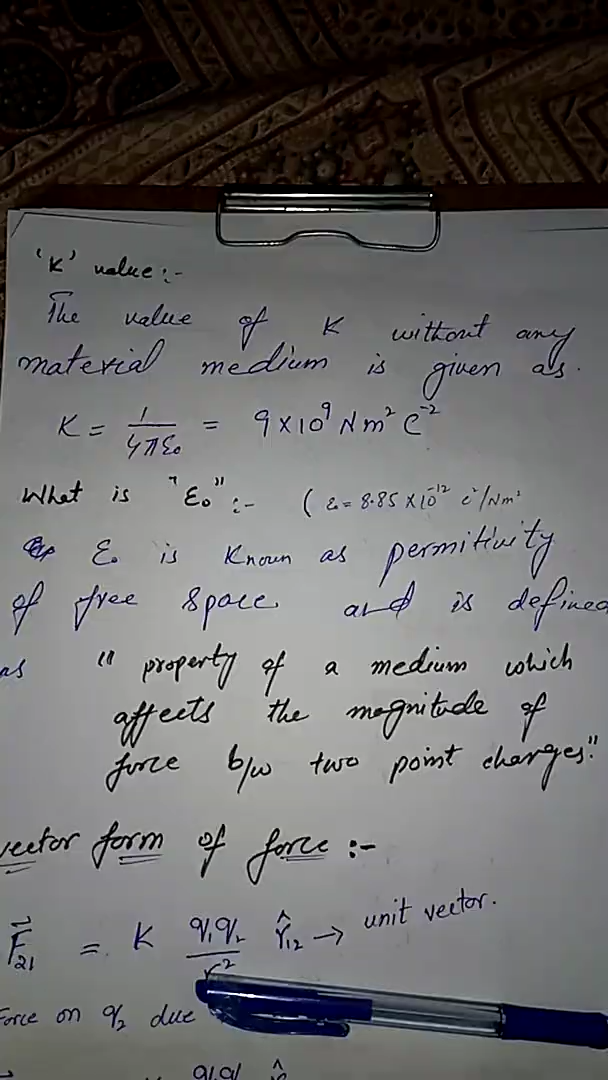 'K' value :-
The value of K without any
material medium is given as.
K = 1/4πε₀ = 9×10⁹ Nm² C⁻²
What is "ε₀" :- ( ε₀ = 8.85 × 10⁻¹² c²/Nm²
ε₀ is known as permitivity
of free space and is defined
as " property of a medium which
affects the magnitude of
force b/w two point charges."
vector form of force :-
F⃗₂₁ = K q₁q₂/r² r̂₁₂ → unit vector.
Force on q₂ due